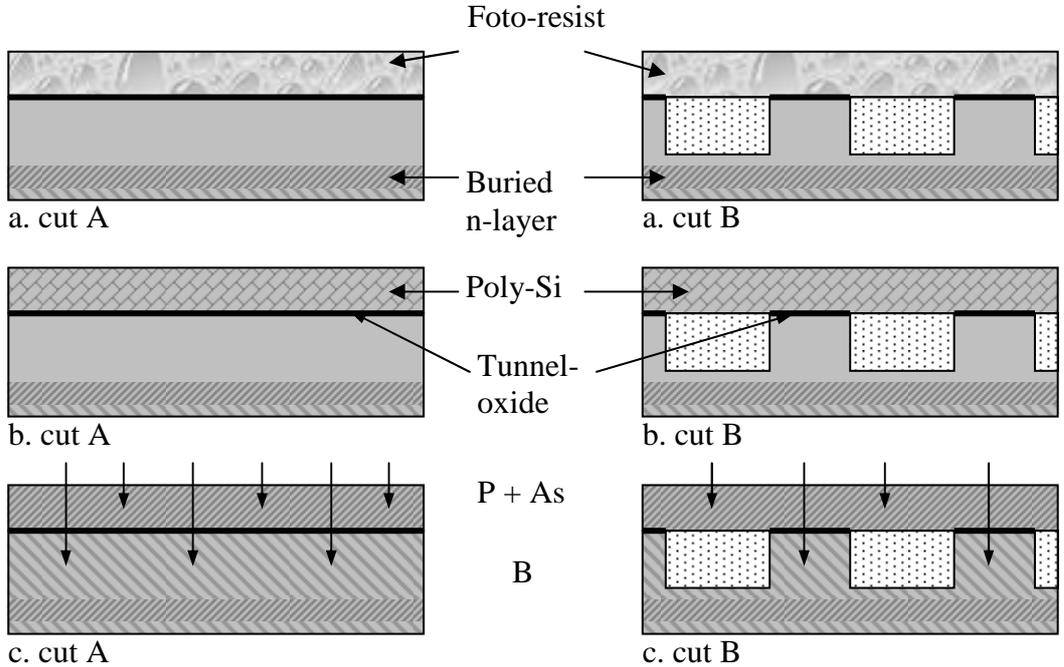 Foto-resist
Buried
n-layer
a. cut A
a. cut B
Poly-Si
Tunnel-
oxide
b. cut A
b. cut B
P + As
B
c. cut A
c. cut B